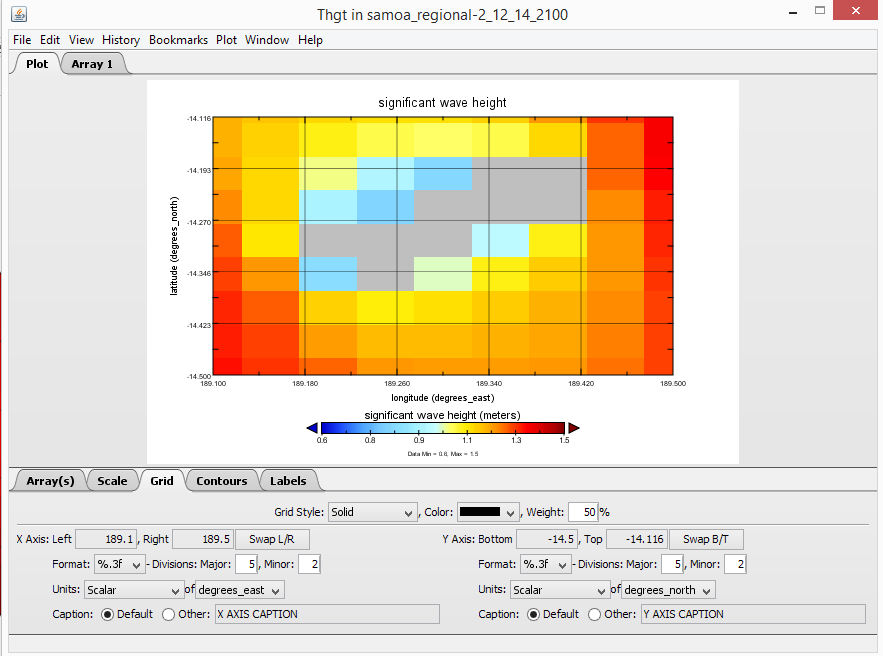 Thgt in samoa_regional-2_12_14_2100
File Edit View History Bookmarks Plot Window Help
Plot Array 1
significant wave height
-14.116
-14.193
-14.270
-14.346
-14.423
-14.500
latitude (degrees_north)
189.100 189.180 189.260 189.340 189.420 189.500
longitude (degrees_east)
significant wave height (meters)
0.6 0.8 0.9 1.1 1.3 1.5
Data Min = 0.6, Max = 1.5
Array(s) Scale Grid Contours Labels
Grid Style: Solid , Color: , Weight: 50 %
X Axis: Left 189.1 , Right 189.5 Swap L/R Y Axis: Bottom -14.5 , Top -14.116 Swap B/T
Format: %.3f - Divisions: Major: 5 , Minor: 2 Format: %.3f - Divisions: Major: 5 , Minor: 2
Units: Scalar of degrees_east Units: Scalar of degrees_north
Caption: Default Other: X AXIS CAPTION Caption: Default Other: Y AXIS CAPTION